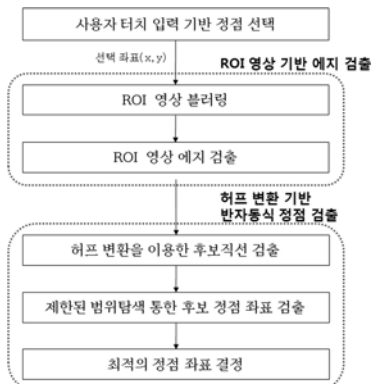 사용자 터치 입력 기반 정점 선택
선택 좌표(x, y)
ROI 영상 기반 에지 검출
ROI 영상 블러링
ROI 영상 에지 검출
허프 변환 기반
반자동식 정점 검출
허프 변환을 이용한 후보직선 검출
제한된 범위탐색 통한 후보 정점 좌표 검출
최적의 정점 좌표 결정